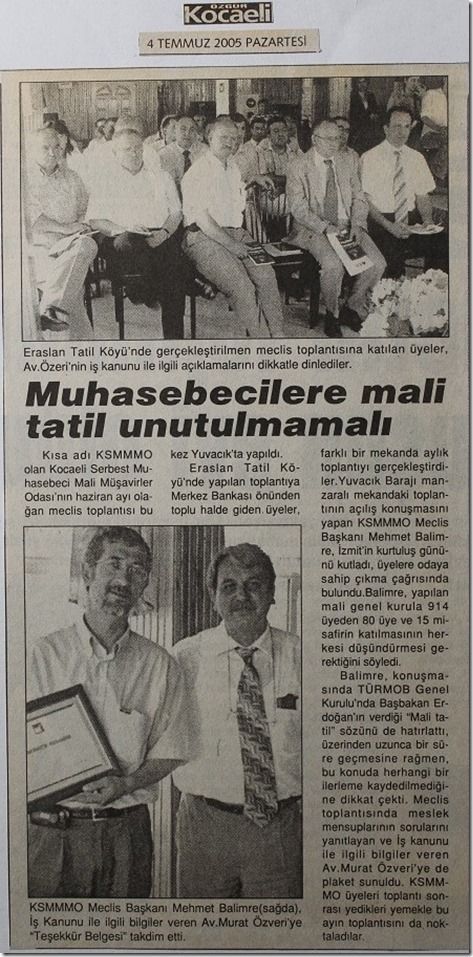 ÖZGÜR
Kocaeli
4 TEMMUZ 2005 PAZARTESİ
Eraslan Tatil Köyü'nde gerçekleştirilmen meclis toplantısına katılan üyeler,
Av.Özeri'nin iş kanunu ile ilgili açıklamalarını dikkatle dinlediler.
Muhasebecilere mali
tatil unutulmamalı
Kısa adı KSMMMO
olan Kocaeli Serbest Mu-
hasebeci Mali Müşavirler
Odası'nın haziran ayı ola-
ğan meclis toplantısı bu
kez Yuvacık'ta yapıldı.
Eraslan Tatil Kö-
yü'nde yapılan toplantıya
Merkez Bankası önünden
toplu halde giden üyeler,
farklı bir mekanda aylık
toplantıyı gerçekleştirdi-
ler.Yuvacık Barajı man-
zaralı mekandaki toplan-
tının açılış konuşmasını
yapan KSMMMO Meclis
Başkanı Mehmet Balim-
re, İzmit'in kurtuluş günü-
nü kutladı, üyelere odaya
sahip çıkma çağrısında
bulundu.Balimre, yapılan
mali genel kurula 914
üyeden 80 üye ve 15 mi-
safirin katılmasının her-
kesi düşündürmesi ge-
rektiğini söyledi.
Balimre, konuşma-
sında TÜRMOB Genel
Kurulu'nda Başbakan Er-
doğan'ın verdiği "Mali ta-
til" sözünü de hatırlattı,
üzerinden uzunca bir sü-
re geçmesine rağmen,
bu konuda herhangi bir
ilerleme kaydedilmediği-
ne dikkat çekti. Meclis
toplantısında meslek
mensuplarının sorularını
yanıtlayan ve İş kanunu
ile ilgili bilgiler veren
Av.Murat Özveri'ye de
plaket sunuldu. KSMM-
MO üyeleri toplantı son-
rası yedikleri yemekle bu
ayın toplantısını da nok-
taladılar.
KSMMMO Meclis Başkanı Mehmet Balimre(sağda),
İş Kanunu ile ilgili bilgiler veren Av.Murat Özveri'ye
"Teşekkür Belgesi" takdim etti.